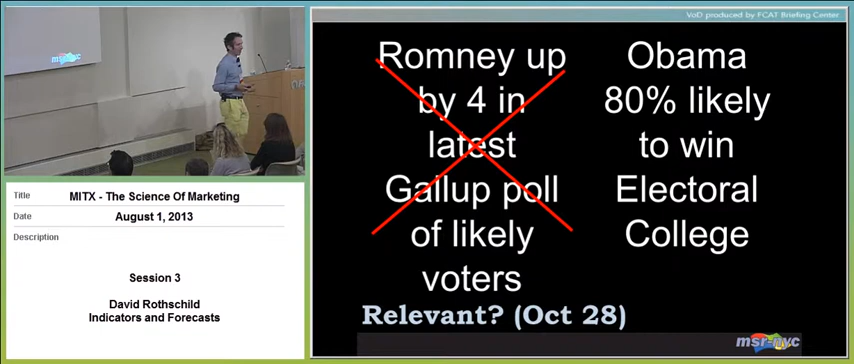 VoD produced by FCAT Briefing Center
msr-nyc
Title MITX - The Science Of Marketing
Date August 1, 2013
Description
Session 3
David Rothschild
Indicators and Forecasts
Romney up
by 4 in
latest
Gallup poll
of likely
voters
Obama
80% likely
to win
Electoral
College
Relevant? (Oct 28)
msr-nyc